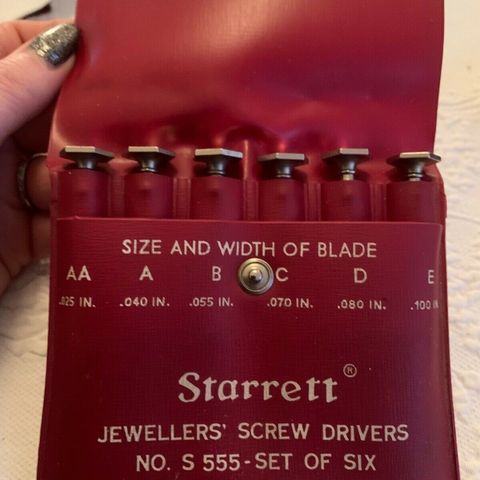 SIZE AND WIDTH OF BLADE
AA A B C D E
.025 IN. .040 IN. .055 IN. .070 IN. .080 IN. .100 IN.
Starrett®
JEWELLERS' SCREW DRIVERS
NO. S 555-SET OF SIX